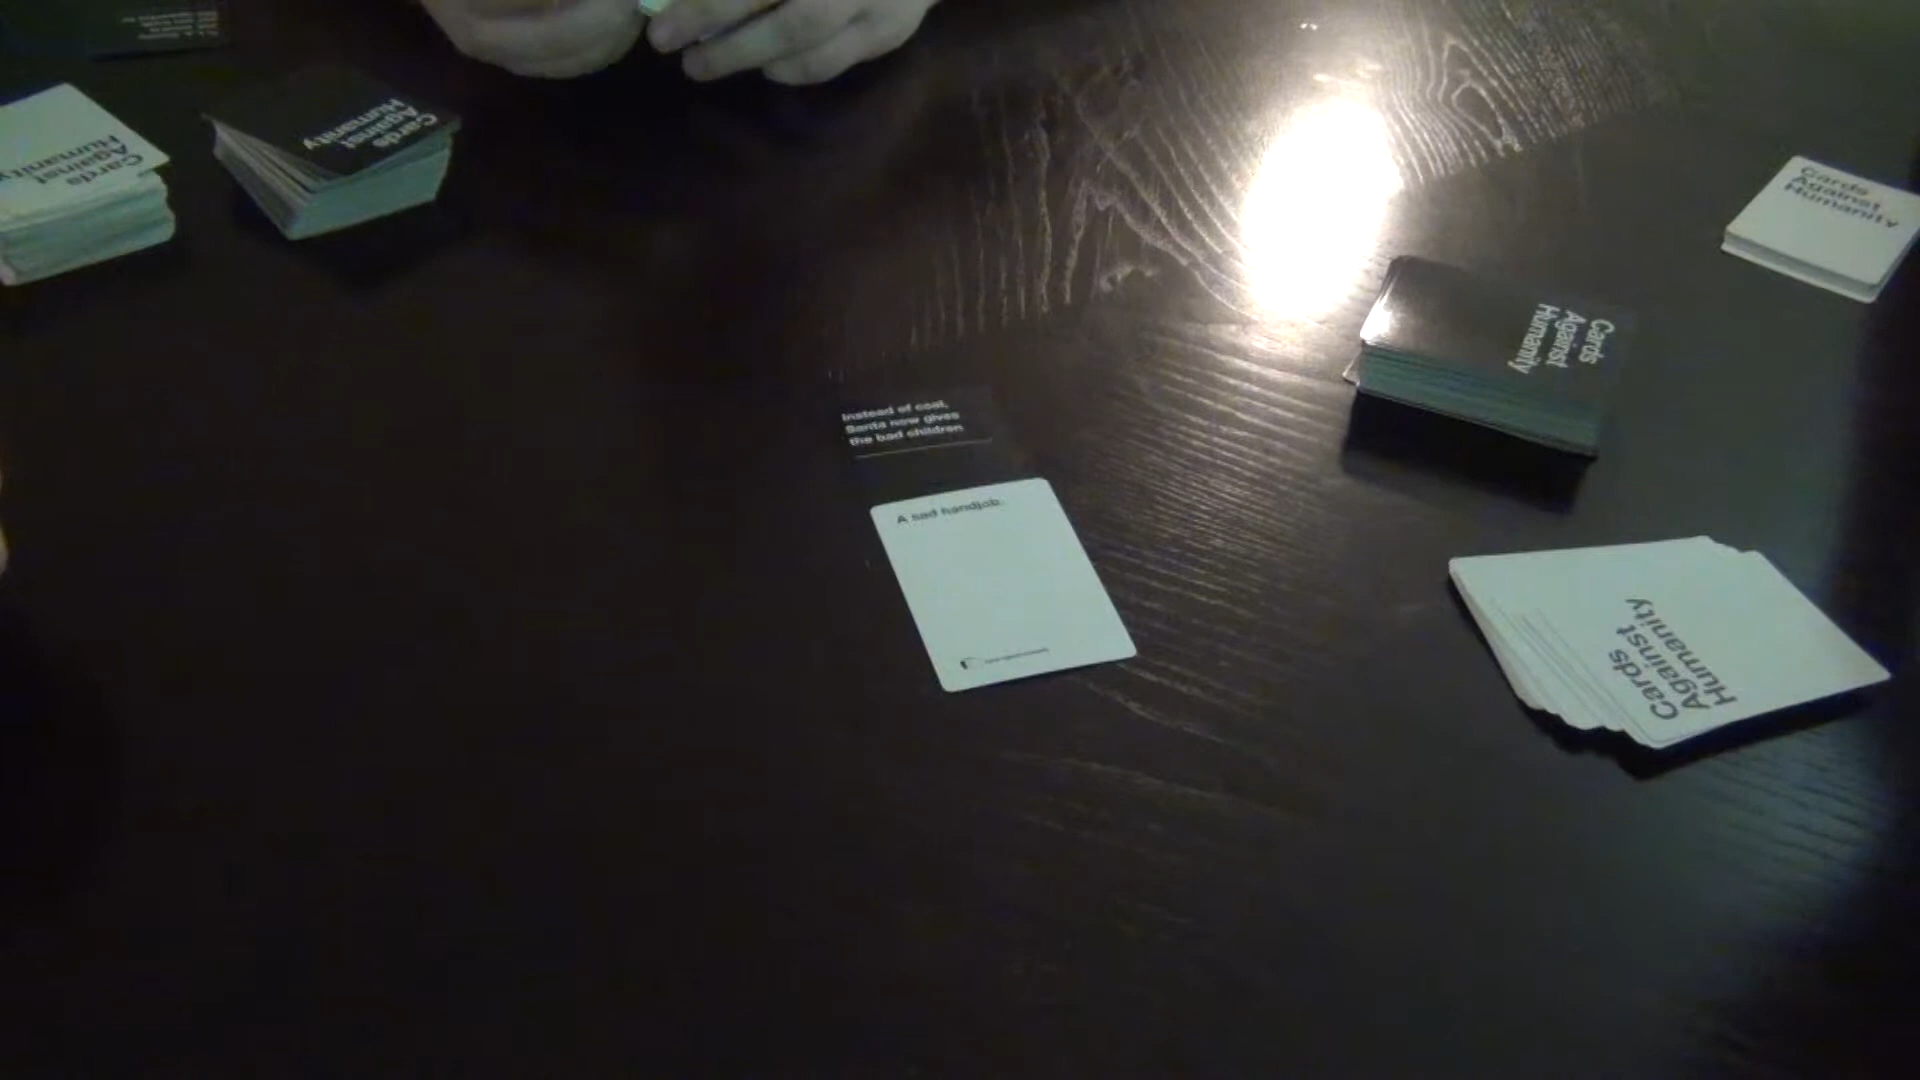 Cards
Against
Humanity
Cards
Against
Humanity
Cards
Against
Humanity
Cards
Against
Humanity
Instead of coal,
Santa now gives
the bad children
A sad handjob.
Cards
Against
Humanity